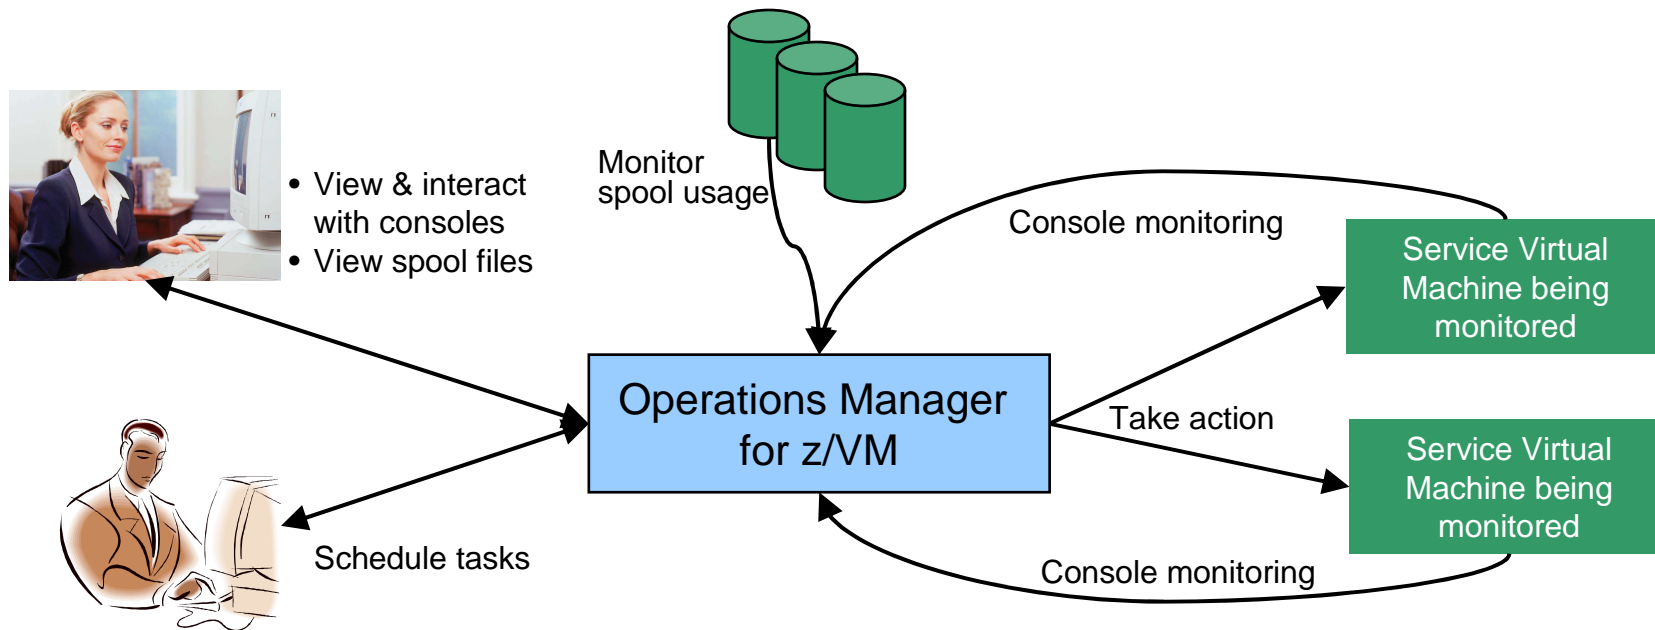 Monitor
spool usage
• View & interact
with consoles
• View spool files
Console monitoring
Service Virtual
Machine being
monitored
Operations Manager
for z/VM
Take action
Service Virtual
Machine being
monitored
Schedule tasks
Console monitoring